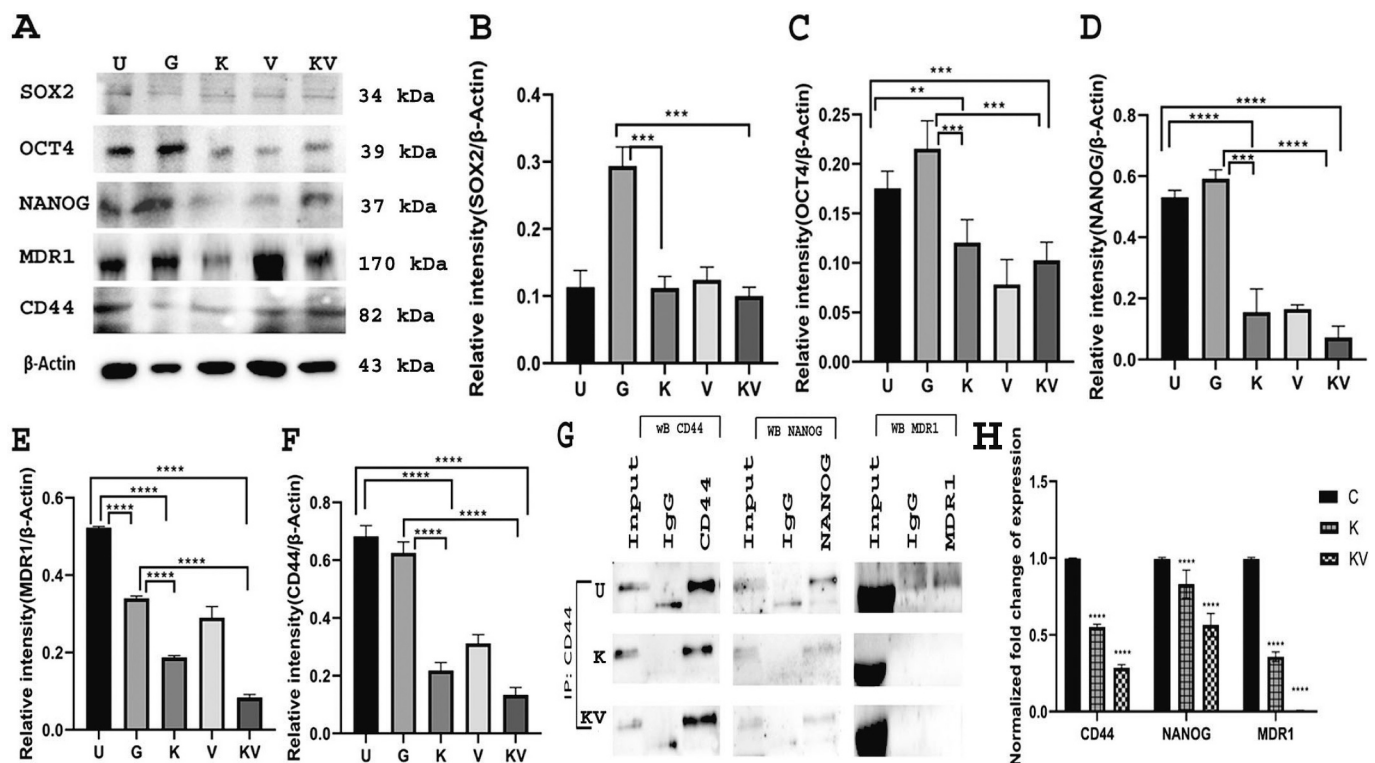 A
U G K V KV
SOX2 34 kDa
OCT4 39 kDa
NANOG 37 kDa
MDR1 170 kDa
CD44 82 kDa
β-Actin 43 kDa
B
Relative intensity(SOX2/β-Actin)
0.4
0.3
0.2
0.1
0.0
***
***
U G K V KV
C
Relative intensity(OCT4/β-Actin)
0.25
0.20
0.15
0.10
0.05
0.00
***
**
***
***
U G K V KV
D
Relative intensity(NANOG/β-Actin)
0.8
0.6
0.4
0.2
0.0
****
****
****
***
U G K V KV
E
Relative intensity(MDR1/β-Actin)
0.6
0.4
0.2
0.0
****
****
****
****
****
U G K V KV
F
Relative intensity(CD44/β-Actin)
0.8
0.6
0.4
0.2
0.0
****
****
****
****
U G K V KV
G
wB CD44 WB NANOG WB MDR1
Input IgG CD44 Input IgG NANOG Input IgG MDR1
IP: CD44
U
K
KV
H
Normalized fold change of expression
1.5
1.0
0.5
0.0
**** **** **** **** **** ****
CD44 NANOG MDR1
C
K
KV